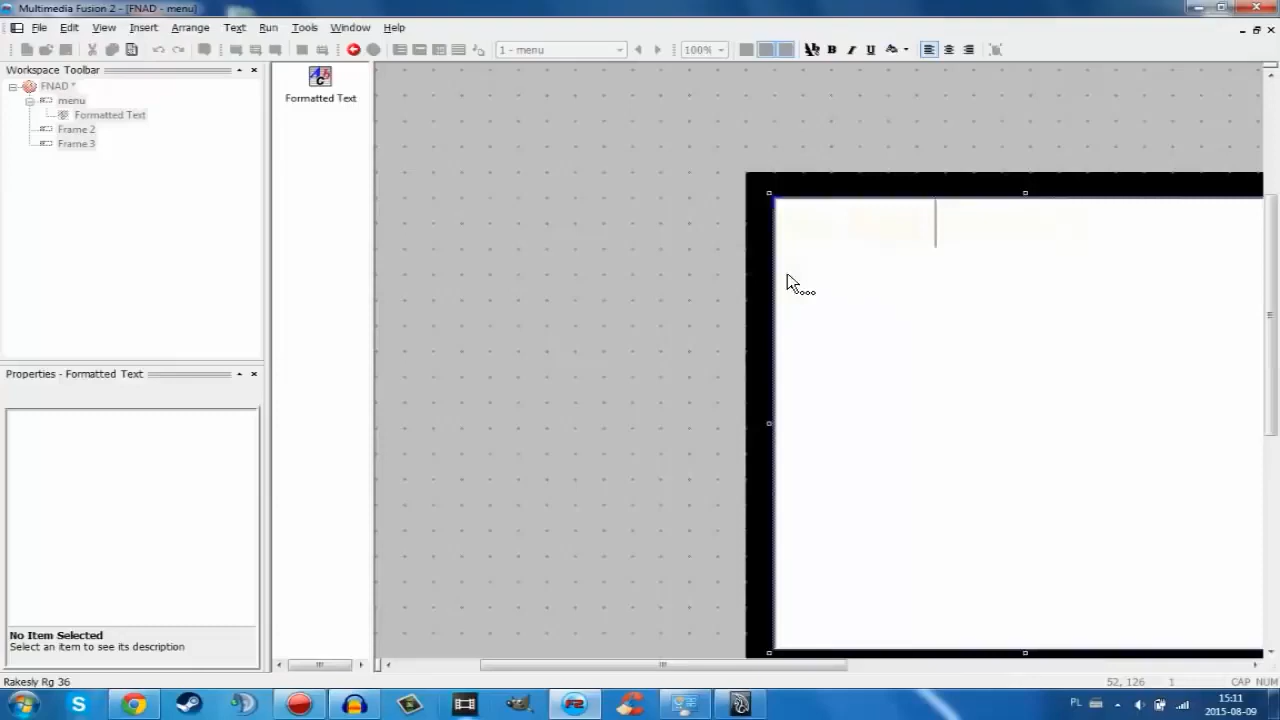 Multimedia Fusion 2 - [FNAD - menu]
File Edit View Insert Arrange Text Run Tools Window Help
1 - menu 100% B I U
Workspace Toolbar
FNAD *
menu
Formatted Text
Frame 2
Frame 3
Formatted Text
Properties - Formatted Text
No Item Selected
Select an item to see its description
Rakesly Rg 36
52, 126 1 CAP NUM
PL 15:11
2015-08-09